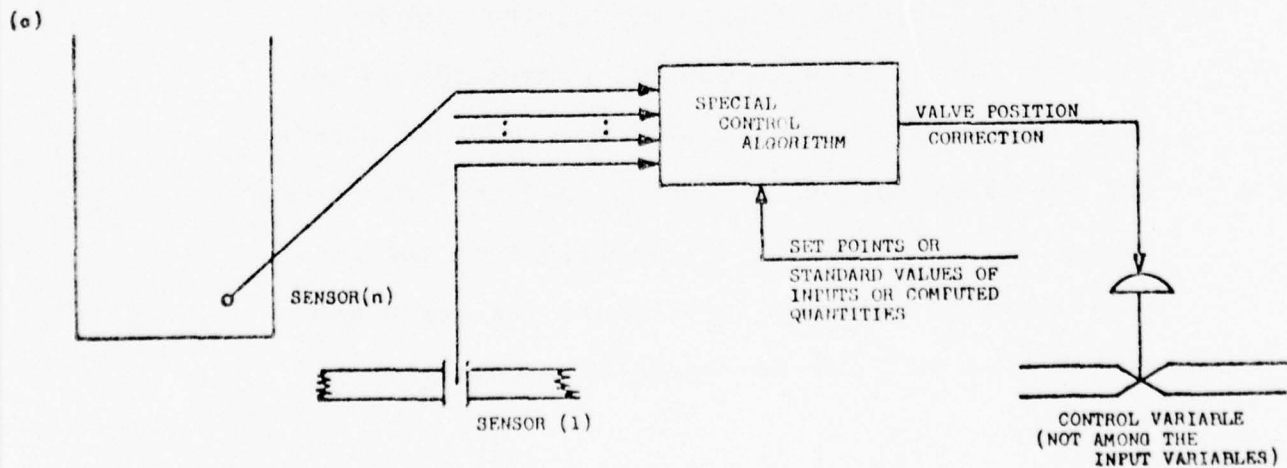 (a)
SPECIAL
CONTROL
ALGORITHM
VALVE POSITION
CORRECTION
SET POINTS OR
STANDARD VALUES OF
INPUTS OR COMPUTED
QUANTITIES
SENSOR(n)
SENSOR (1)
CONTROL VARIABLE
(NOT AMONG THE
INPUT VARIABLES)